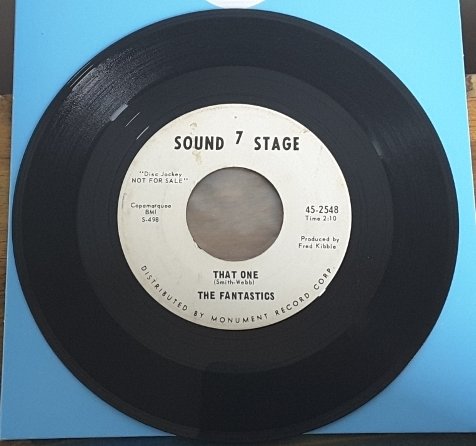 SOUND 7 STAGE
"Disc Jockey
NOT FOR SALE"
Copamarquee
BMI
S-498
45-2548
Time 2:10
Produced by
Fred Kibble
THAT ONE
(Smith-Webb)
THE FANTASTICS
DISTRIBUTED BY MONUMENT RECORD CORP.